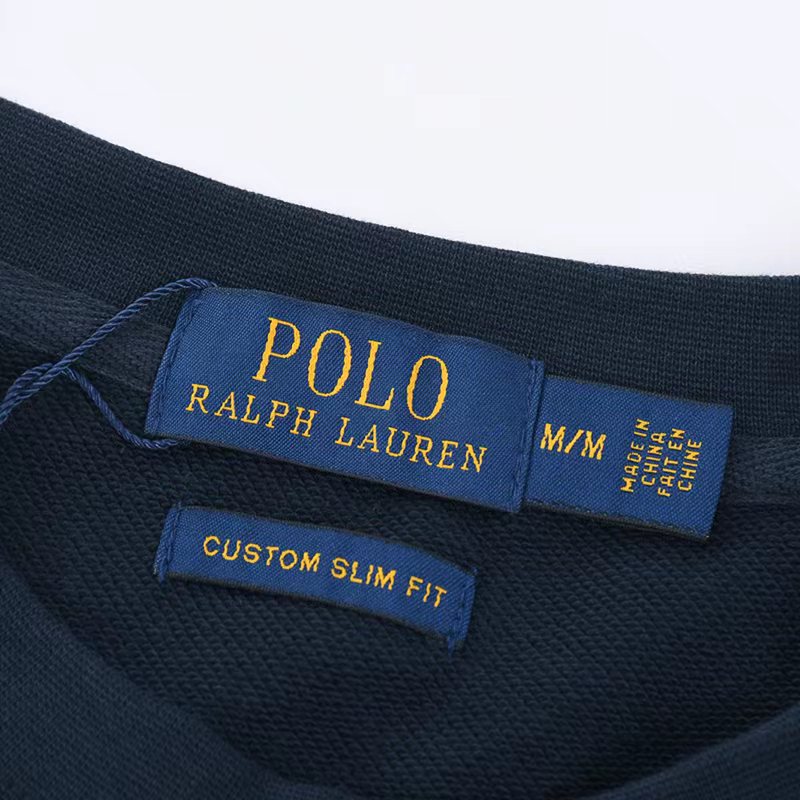 POLO
RALPH LAUREN
M/M
MADE IN
CHINA
FAIT EN
CHINE
CUSTOM SLIM FIT